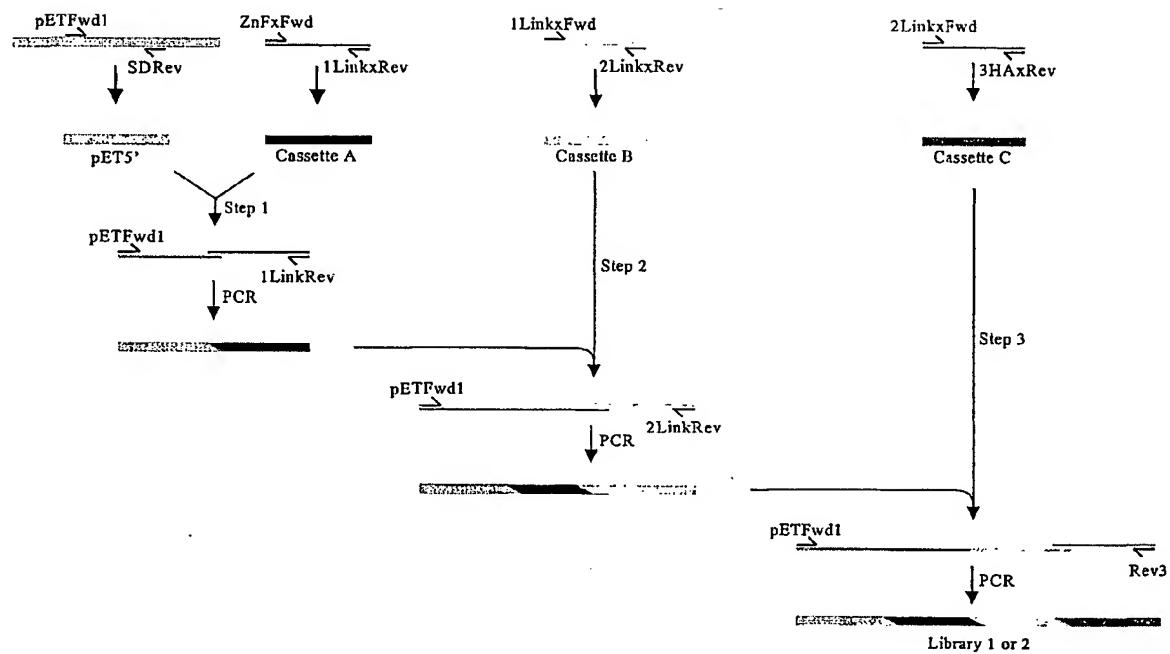 pETFwd1
ZnFxFwd
1LinkxFwd
2LinkxFwd
SDRev
1LinkxRev
2LinkxRev
3HAxRev
pET5'
Cassette A
Cassette B
Cassette C
Step 1
pETFwd1
1LinkRev
Step 2
PCR
Step 3
pETFwd1
2LinkRev
PCR
pETFwd1
Rev3
PCR
Library 1 or 2